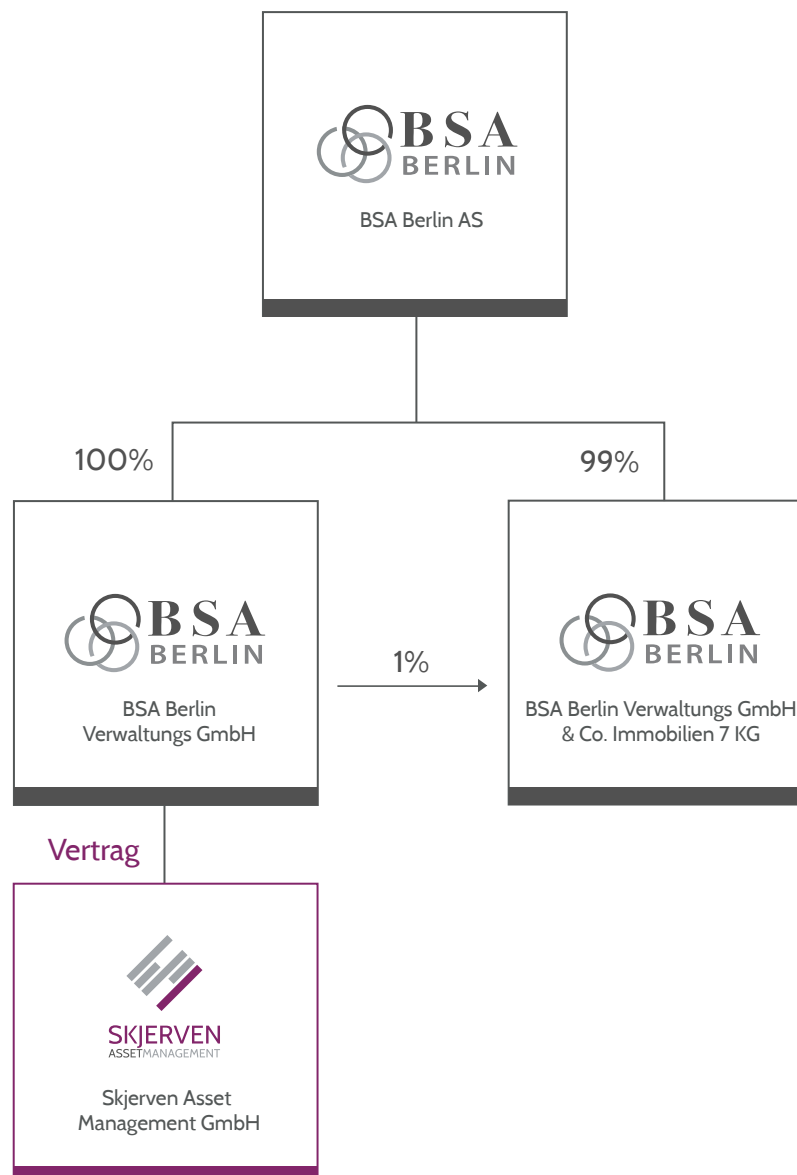 BSA
BERLIN
BSA Berlin AS
100%
99%
BSA
BERLIN
BSA Berlin
Verwaltungs GmbH
1%
BSA
BERLIN
BSA Berlin Verwaltungs GmbH
& Co. Immobilien 7 KG
Vertrag
SKJERVEN
ASSETMANAGEMENT
Skjerven Asset
Management GmbH